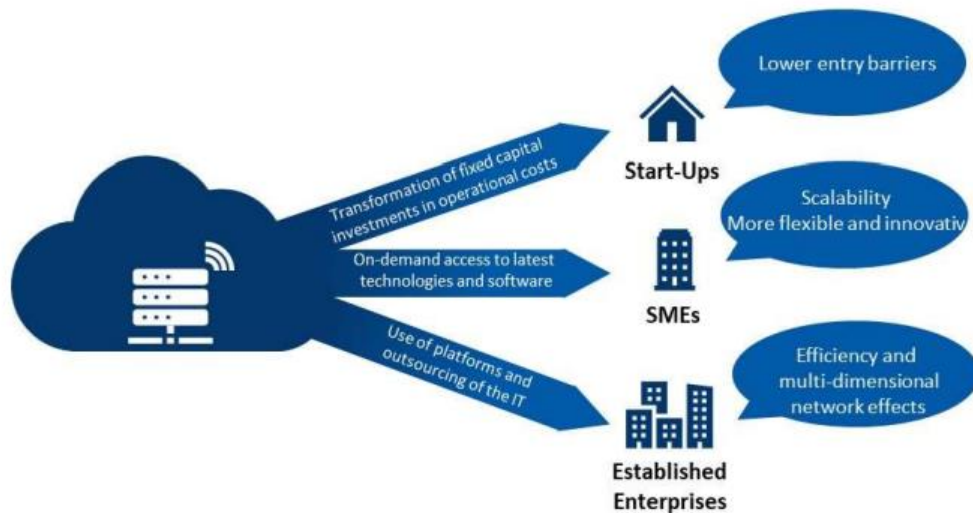 Lower entry barriers
Transformation of fixed capital
investments in operational costs
Start-Ups
Scalability
More flexible and innovativ
On-demand access to latest
technologies and software
SMEs
Use of platforms and
outsourcing of the IT
Efficiency and
multi-dimensional
network effects
Established
Enterprises